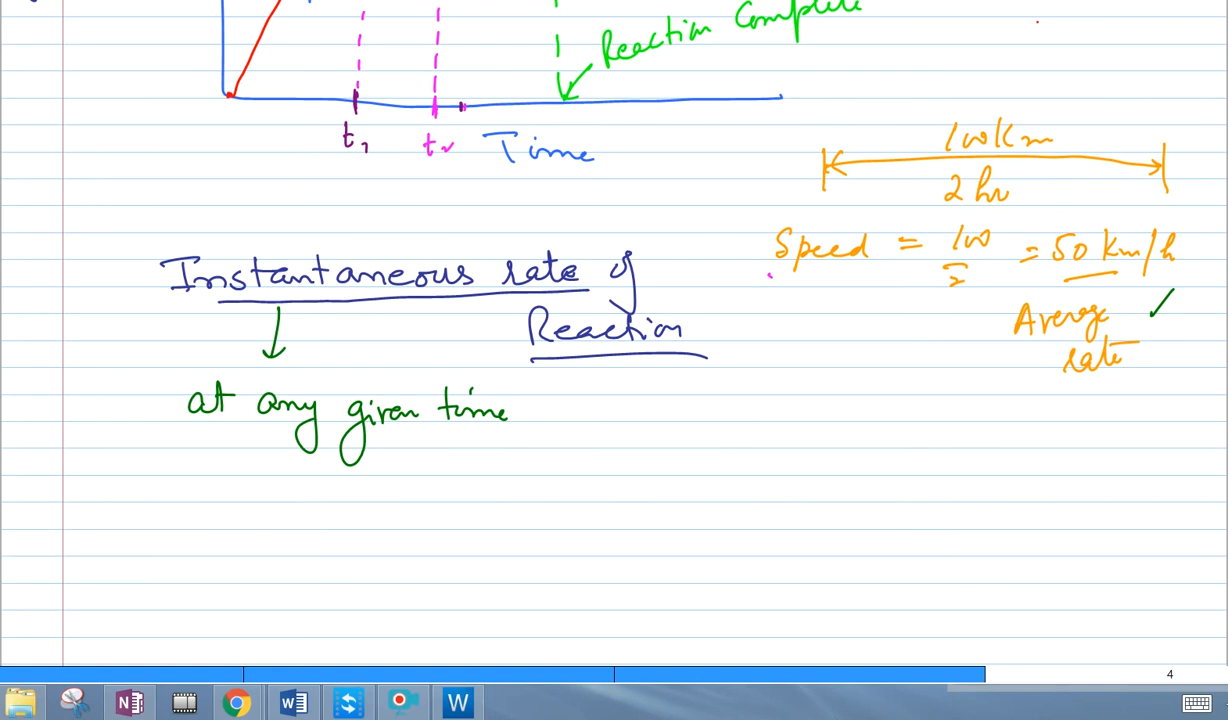 Reaction Complete
t1
t2
Time
100 Km
2 hr
Speed = 100/2 = 50 km/h
Average
rate
Instantaneous rate of
Reaction
at any given time
4
N
W
W